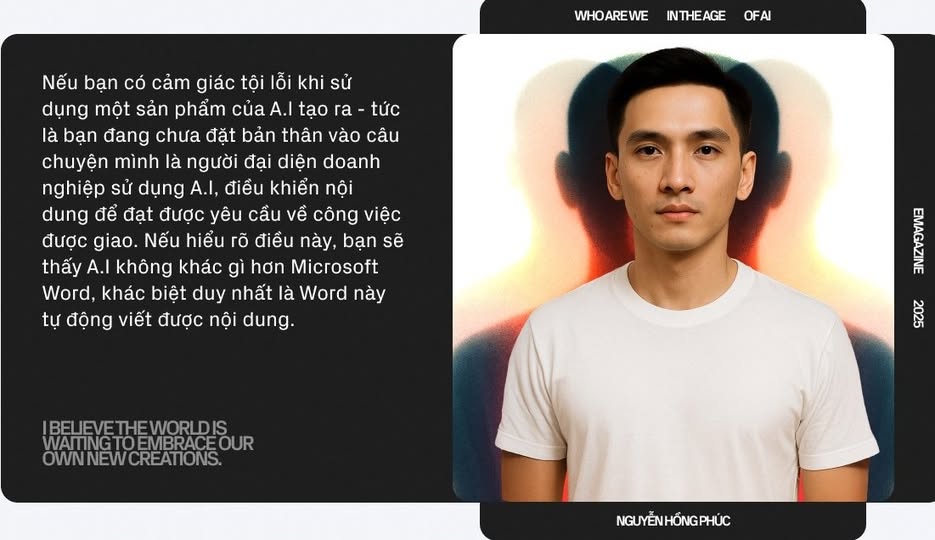 WHO ARE WE IN THE AGE OF AI
Nếu bạn có cảm giác tội lỗi khi sử
dụng một sản phẩm của A.I tạo ra - tức
là bạn đang chưa đặt bản thân vào câu
chuyện mình là người đại diện doanh
nghiệp sử dụng A.I, điều khiển nội
dung để đạt được yêu cầu về công việc
được giao. Nếu hiểu rõ điều này, bạn sẽ
thấy A.I không khác gì hơn Microsoft
Word, khác biệt duy nhất là Word này
tự động viết được nội dung.
I BELIEVE THE WORLD IS
WAITING TO EMBRACE OUR
OWN NEW CREATIONS.
EMAGAZINE 2025
NGUYỄN HỒNG PHÚC